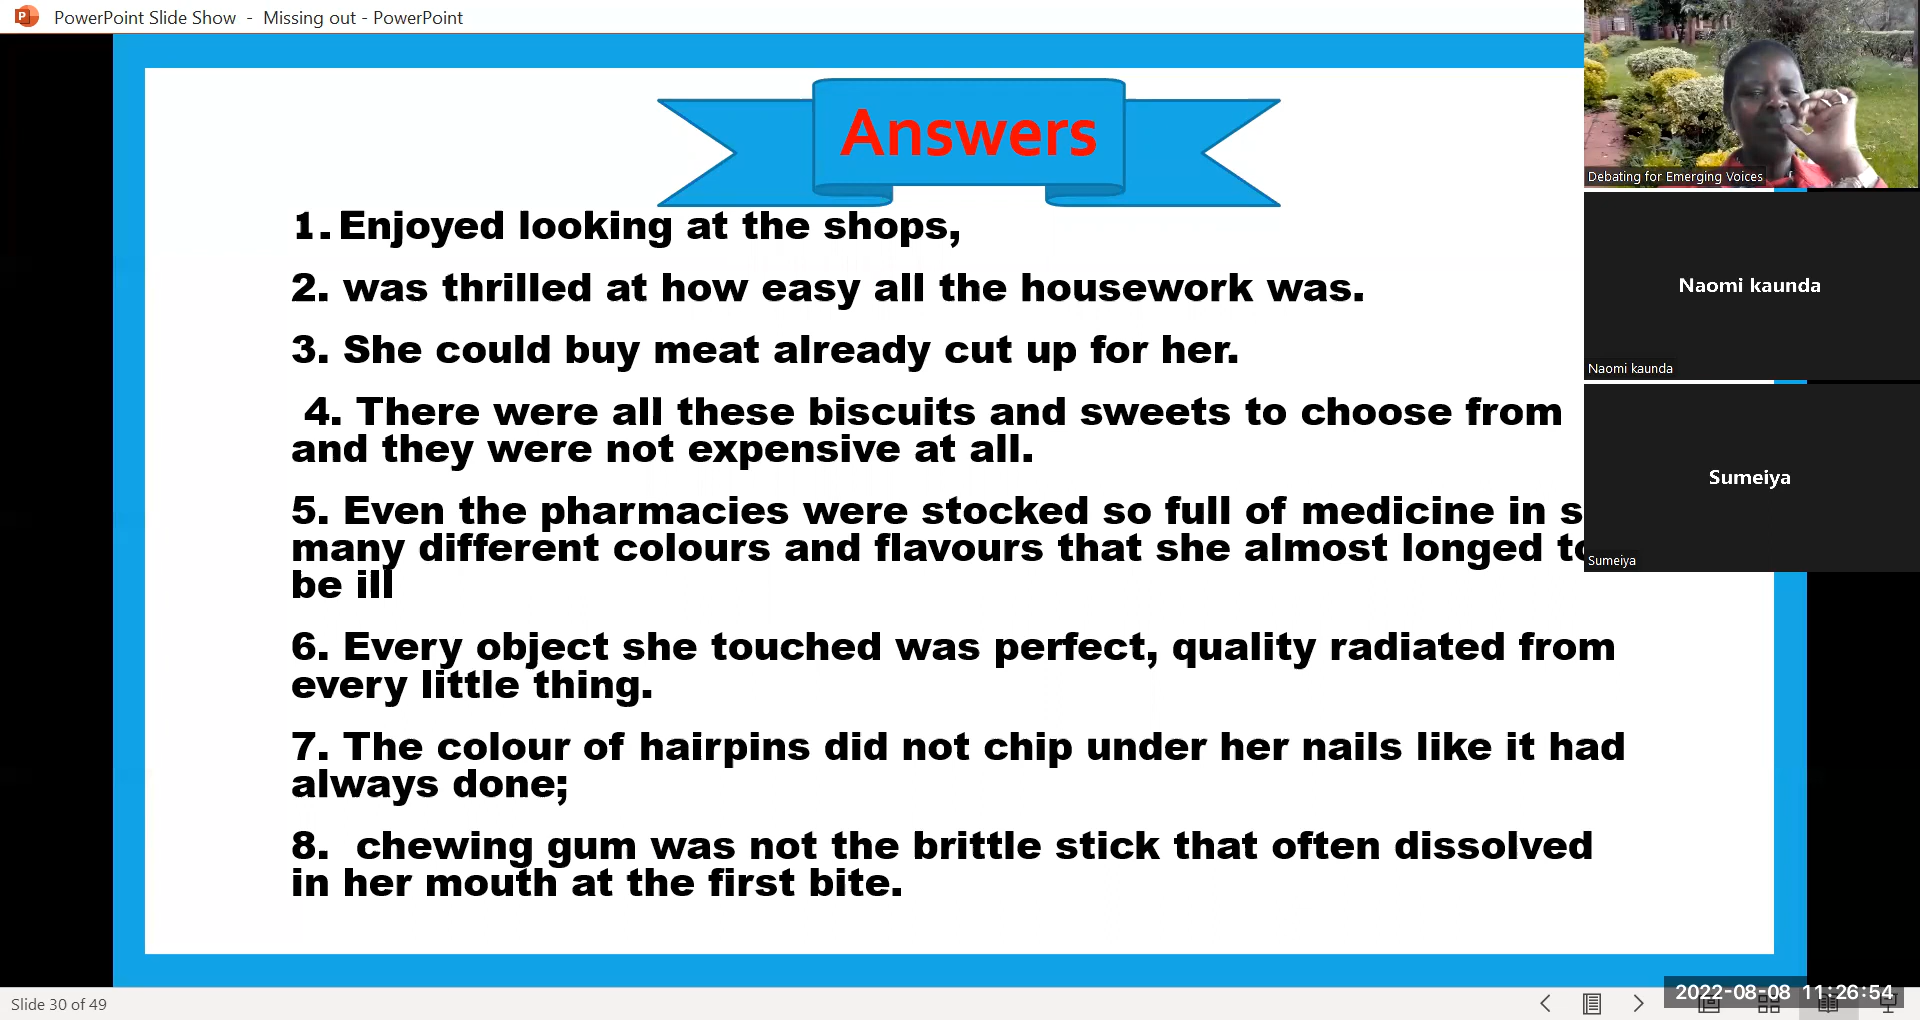 PowerPoint Slide Show - Missing out - PowerPoint
Answers
1. Enjoyed looking at the shops,
2. was thrilled at how easy all the housework was.
3. She could buy meat already cut up for her.
4. There were all these biscuits and sweets to choose from
and they were not expensive at all.
5. Even the pharmacies were stocked so full of medicine in s
many different colours and flavours that she almost longed to
be ill
6. Every object she touched was perfect, quality radiated from
every little thing.
7. The colour of hairpins did not chip under her nails like it had
always done;
8. chewing gum was not the brittle stick that often dissolved
in her mouth at the first bite.
Debating for Emerging Voices
Naomi kaunda
Naomi kaunda
Sumeiya
Sumeiya
Slide 30 of 49
2022-08-08 11:26:54